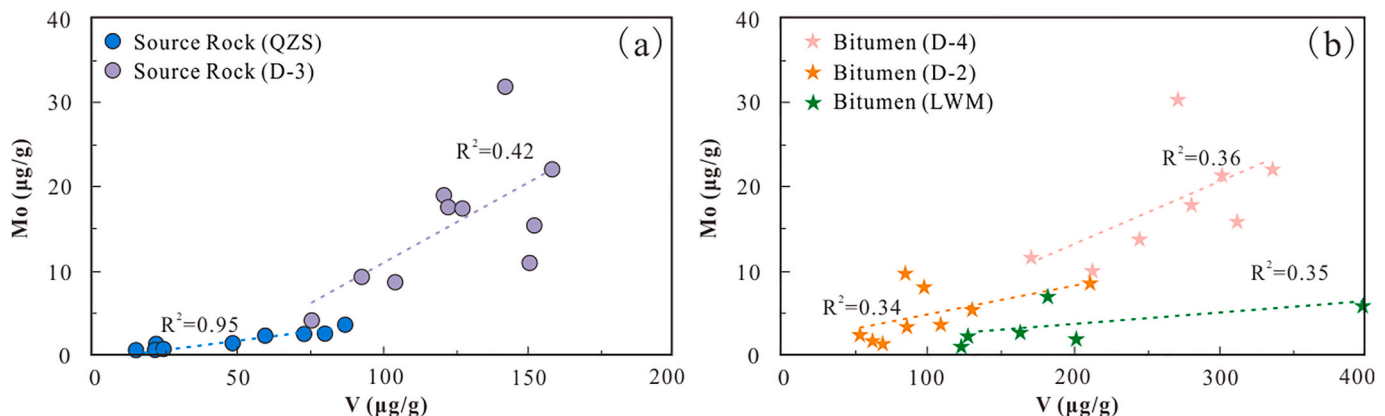 40
30
20
10
0
Mo (µg/g)
Source Rock (QZS)
Source Rock (D-3)
(a)
R²=0.42
R²=0.95
0 50 100 150 200
V (µg/g)
40
30
20
10
0
Mo (µg/g)
Bitumen (D-4)
Bitumen (D-2)
Bitumen (LWM)
(b)
R²=0.36
R²=0.35
R²=0.34
0 100 200 300 400
V (µg/g)